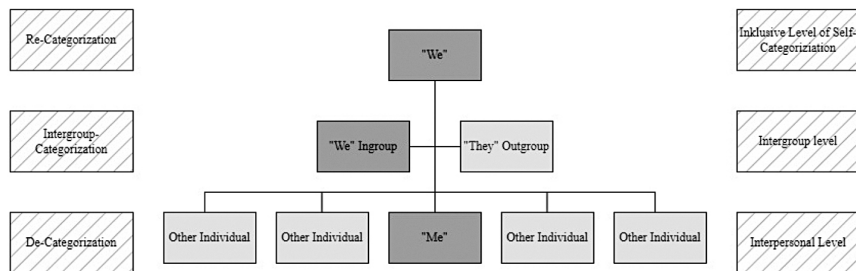 Re-Categorization
"We"
Inklusive Level of Self-
Categoriziation
Intergroup-
Categorization
"We" Ingroup
"They" Outgroup
Intergroup level
De-Categorization
Other Individual
Other Individual
"Me"
Other Individual
Other Individual
Interpersonal Level